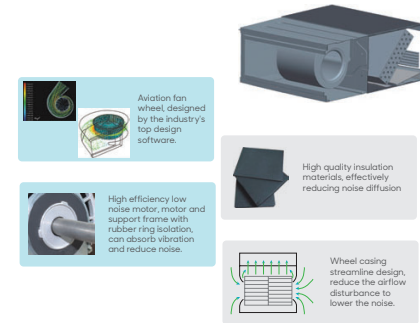 Aviation fan
wheel, designed
by the industry's
top design
software.
High efficiency low
noise motor, motor and
support frame with
rubber ring isolation,
can absorb vibration
and reduce noise.
High quality insulation
materials, effectively
reducing noise diffusion
Wheel casing
streamline design,
reduce the airflow
disturbance to
lower the noise.